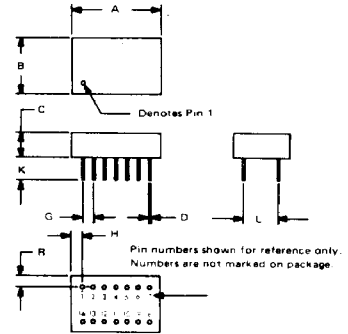 A
B
Denotes Pin 1
C
K
G
D
L
H
Pin numbers shown for reference only.
Numbers are not marked on package.
R
1 2 3 4 5 6 7
14 13 12 11 10 9 8